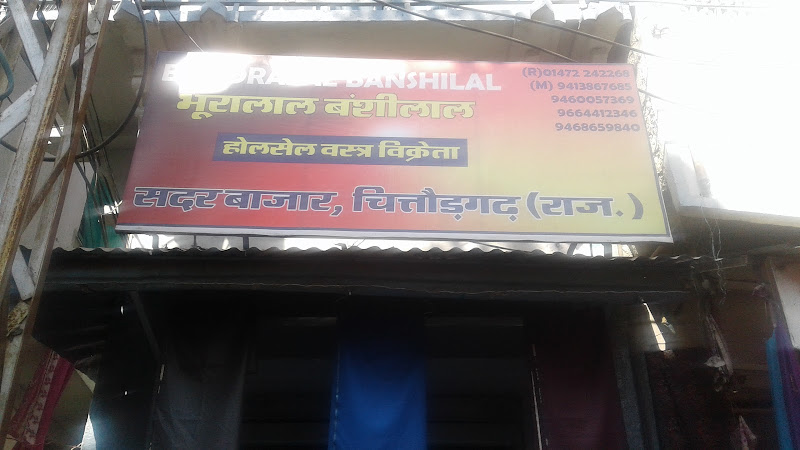 BANSHILAL
भूरालाल बंशीलाल
होलसेल वस्त्र विक्रेता
सदर बाजार, चित्तौड़गढ़ (राज.)
(R)01472 242268
(M) 9413867685
9460057369
9664412346
9468659840